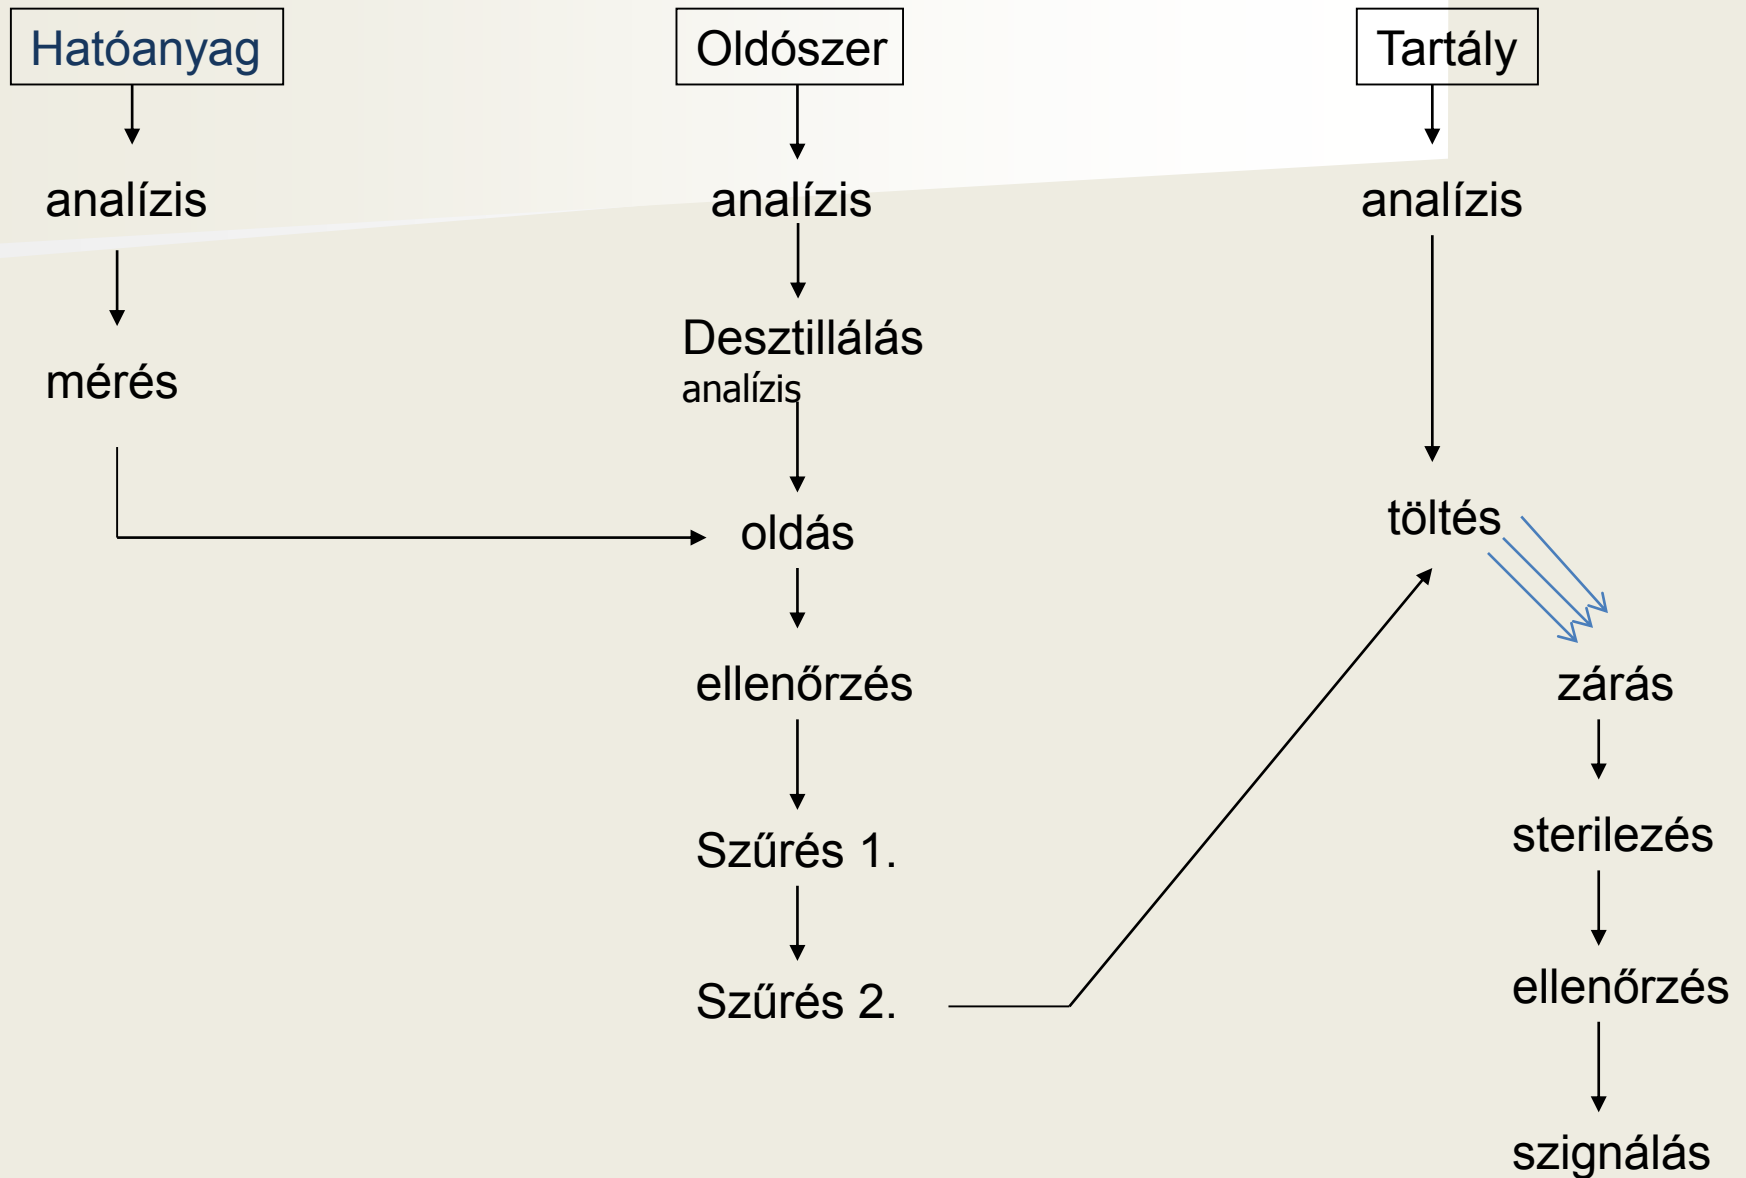 Hatóanyag
analízis
mérés
Oldószer
analízis
Desztillálás
analízis
oldás
ellenőrzés
Szűrés 1.
Szűrés 2.
Tartály
analízis
töltés
zárás
sterilezés
ellenőrzés
szignálás